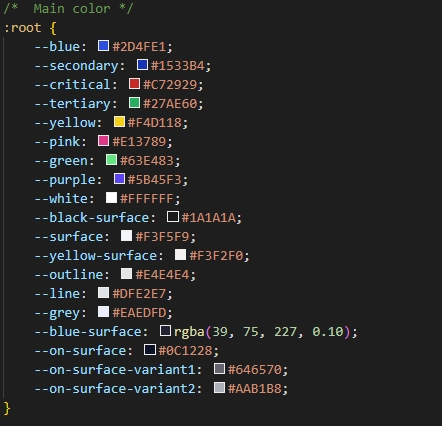 /*  Main color */
:root {
    --blue: #2D4FE1;
    --secondary: #1533B4;
    --critical: #C72929;
    --tertiary: #27AE60;
    --yellow: #F4D118;
    --pink: #E13789;
    --green: #63E483;
    --purple: #5B45F3;
    --white: #FFFFFF;
    --black-surface: #1A1A1A;
    --surface: #F3F5F9;
    --yellow-surface: #F3F2F0;
    --outline: #E4E4E4;
    --line: #DFE2E7;
    --grey: #EAEDFD;
    --blue-surface: rgba(39, 75, 227, 0.10);
    --on-surface: #0C1228;
    --on-surface-variant1: #646570;
    --on-surface-variant2: #AAB1B8;
}